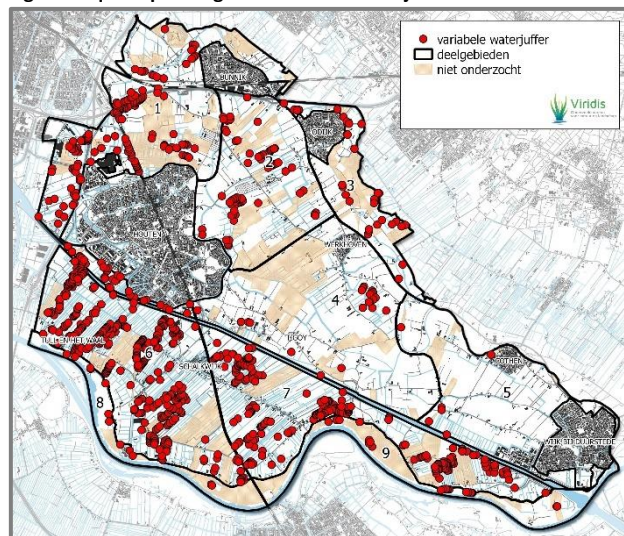 variabele waterjuffer
deelgebieden
niet onderzocht
Viridis
BUNNIK
1
ODIJK
2
3
HOUTEN
WERKHOVEN
4
TULL EN HET WAAL
6
SCHALKWIJK
COTHEN
5
7
8
WIJK BIJ DUURSTEDE
9